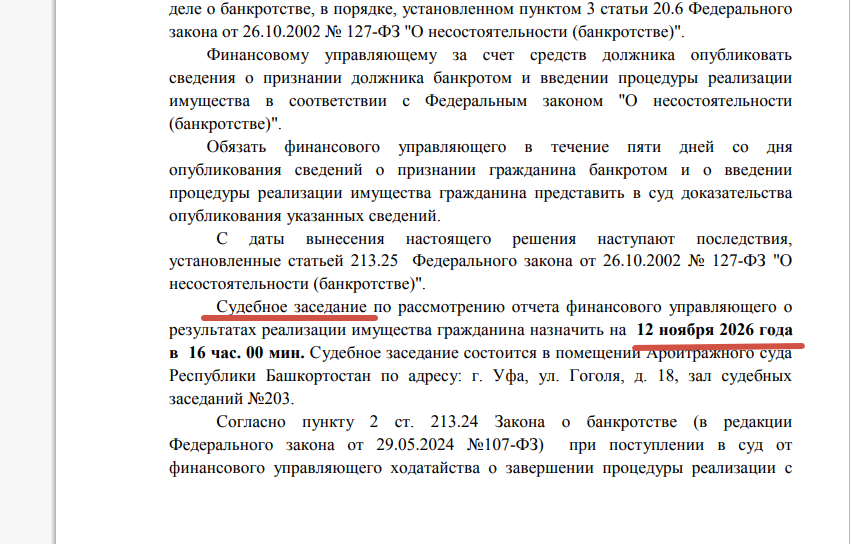 деле о банкротстве, в порядке, установленном пунктом 3 статьи 20.6 Федерального
закона от 26.10.2002 № 127-ФЗ "О несостоятельности (банкротстве)".
Финансовому управляющему за счет средств должника опубликовать
сведения о признании должника банкротом и введении процедуры реализации
имущества в соответствии с Федеральным законом "О несостоятельности
(банкротстве)".
Обязать финансового управляющего в течение пяти дней со дня
опубликования сведений о признании гражданина банкротом и о введении
процедуры реализации имущества гражданина представить в суд доказательства
опубликования указанных сведений.
С даты вынесения настоящего решения наступают последствия,
установленные статьей 213.25 Федерального закона от 26.10.2002 № 127-ФЗ "О
несостоятельности (банкротстве)".
Судебное заседание по рассмотрению отчета финансового управляющего о
результатах реализации имущества гражданина назначить на 12 ноября 2026 года
в 16 час. 00 мин. Судебное заседание состоится в помещении Арбитражного суда
Республики Башкортостан по адресу: г. Уфа, ул. Гоголя, д. 18, зал судебных
заседаний №203.
Согласно пункту 2 ст. 213.24 Закона о банкротстве (в редакции
Федерального закона от 29.05.2024 №107-ФЗ) при поступлении в суд от
финансового управляющего ходатайства о завершении процедуры реализации с